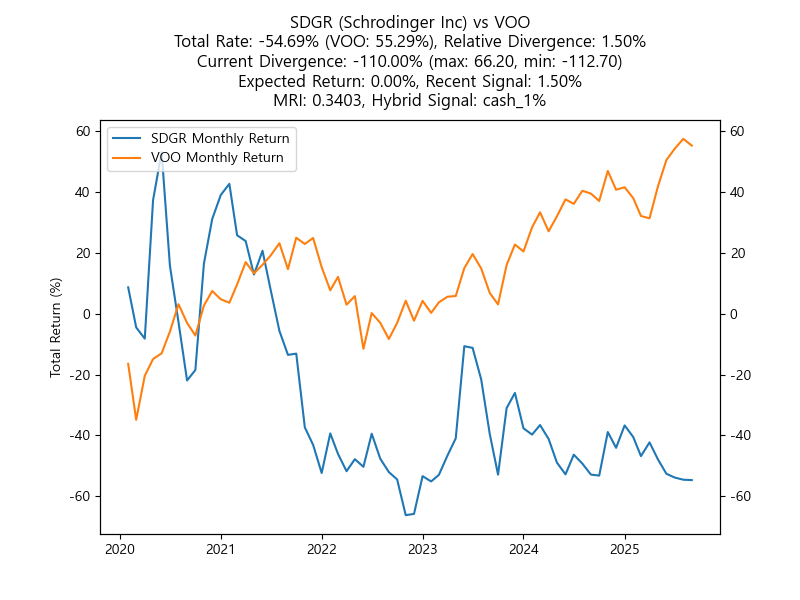 SDGR (Schrodinger Inc) vs VOO
Total Rate: -54.69% (VOO: 55.29%), Relative Divergence: 1.50%
Current Divergence: -110.00% (max: 66.20, min: -112.70)
Expected Return: 0.00%, Recent Signal: 1.50%
MRI: 0.3403, Hybrid Signal: cash_1%
SDGR Monthly Return
VOO Monthly Return
Total Return (%)
60
40
20
0
-20
-40
-60
60
40
20
0
-20
-40
-60
2020
2021
2022
2023
2024
2025